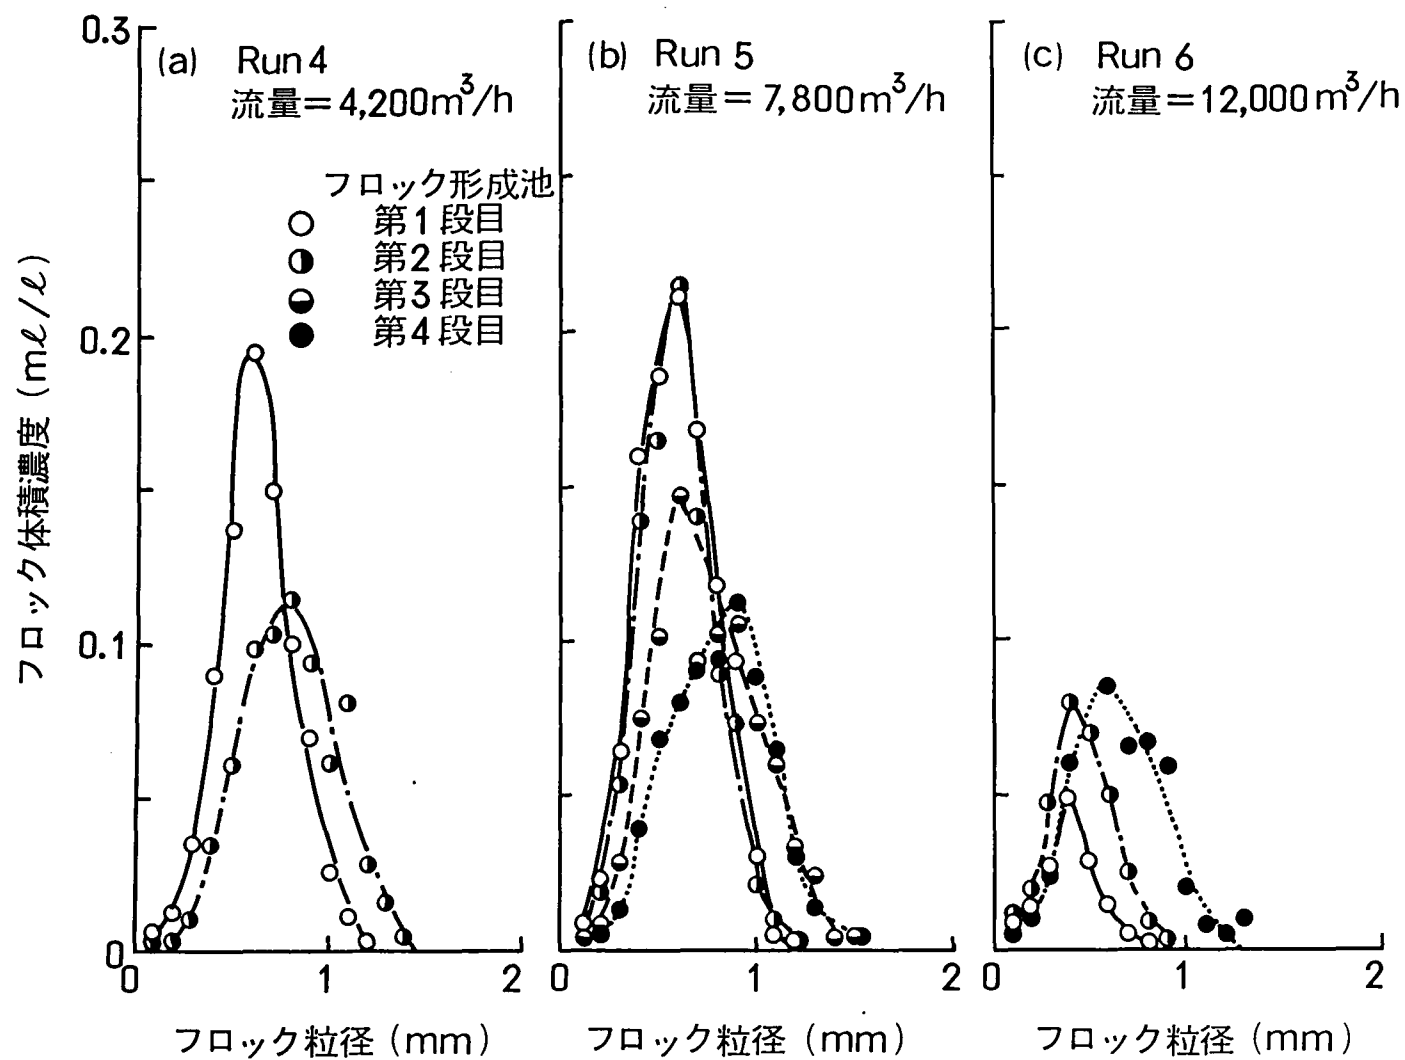 (a) Run 4
流量=4,200m³/h
(b) Run 5
流量=7,800m³/h
(c) Run 6
流量=12,000m³/h
フロック形成池
第1段目
第2段目
第3段目
第4段目
フロック体積濃度 (mℓ/ℓ)
0.3
0.2
0.1
0
0 1 2
0 1 2
0 1 2
フロック粒径 (mm)
フロック粒径 (mm)
フロック粒径 (mm)